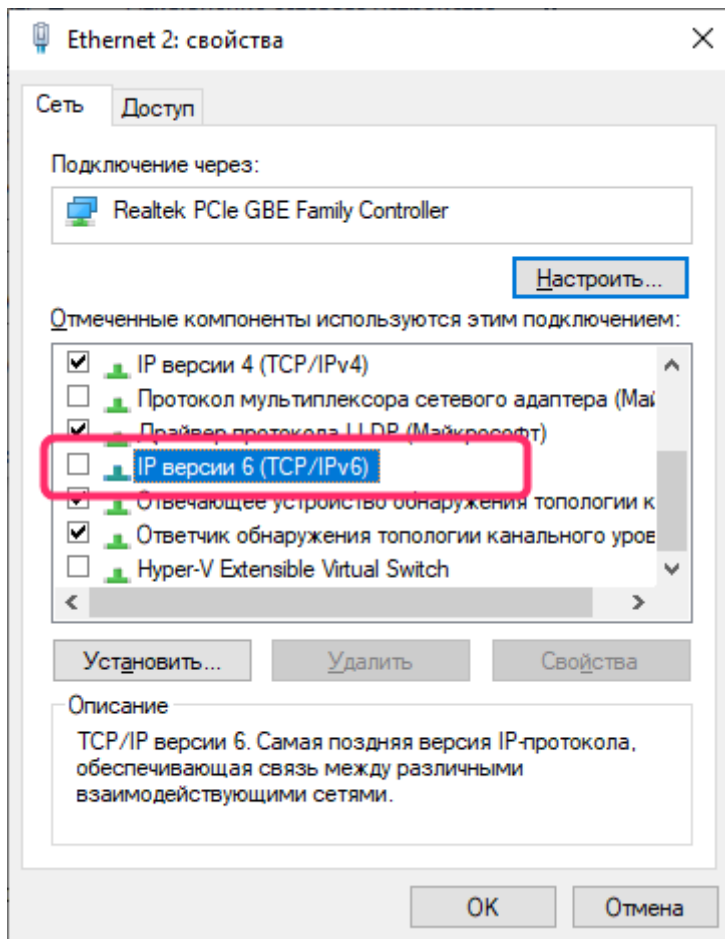 Ethernet 2: свойства
Сеть
Доступ
Подключение через:
Realtek PCIe GBE Family Controller
Настроить...
Отмеченные компоненты используются этим подключением:
IP версии 4 (TCP/IPv4)
Протокол мультиплексора сетевого адаптера (Май
Драйвер протокола LLDP (Майкрософт)
IP версии 6 (TCP/IPv6)
Отвечающее устройство обнаружения топологии к
Ответчик обнаружения топологии канального уров
Hyper-V Extensible Virtual Switch
Установить...
Удалить
Свойства
Описание
TCP/IP версии 6. Самая поздняя версия IP-протокола,
обеспечивающая связь между различными
взаимодействующими сетями.
OK
Отмена